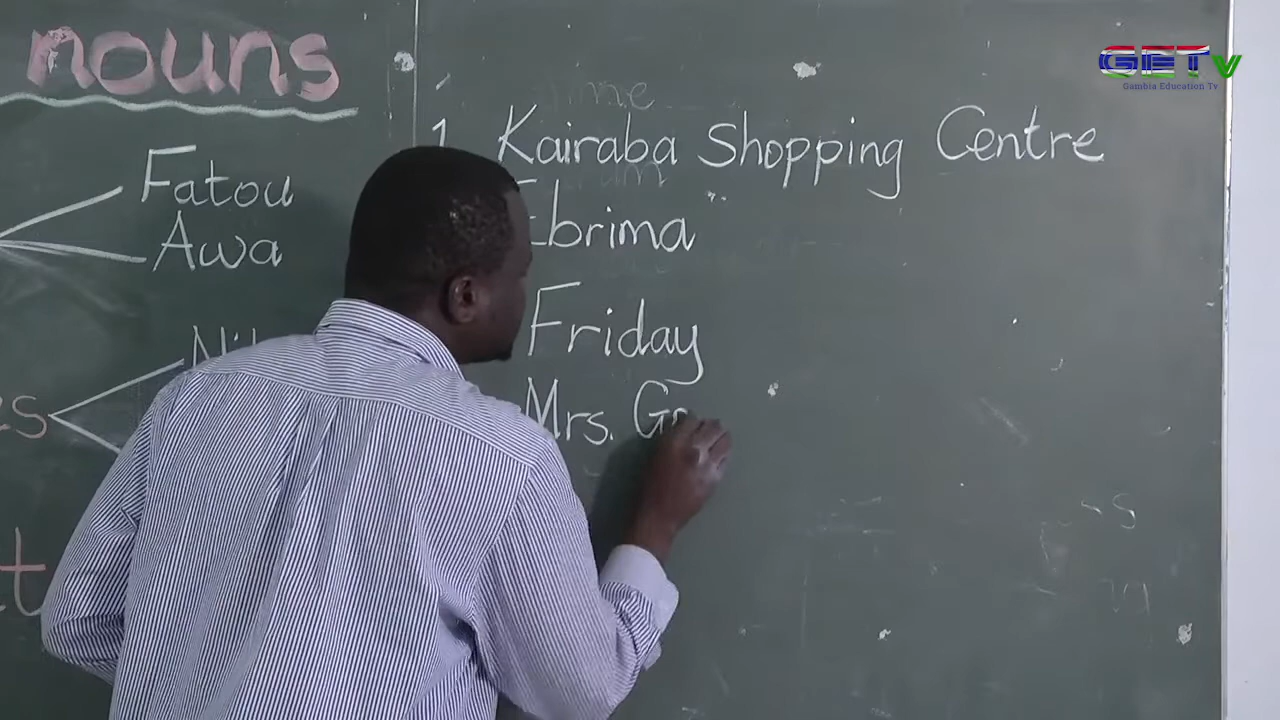 nouns
Fatou
Awa
1 Kairaba Shopping Centre
Ebrima
Friday
Mrs.
GETv
Gambia Education Tv